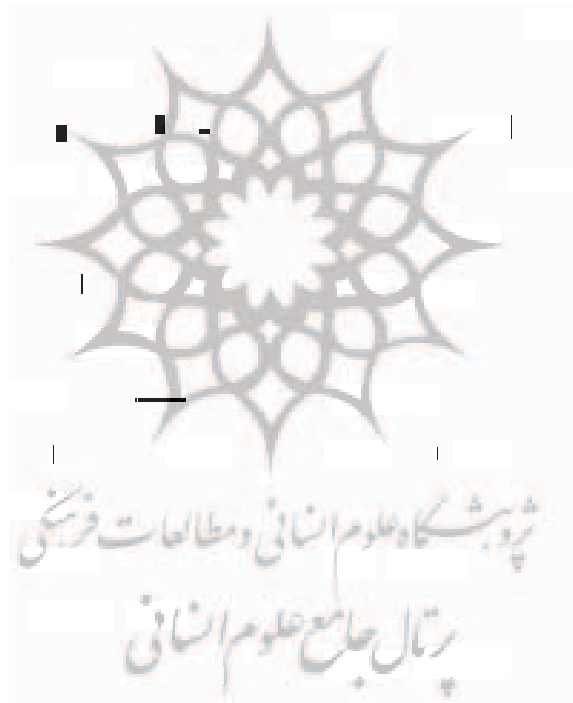 پژوهشگاه علوم انسانی و مطالعات فرهنگی
پرتال جامع علوم انسانی